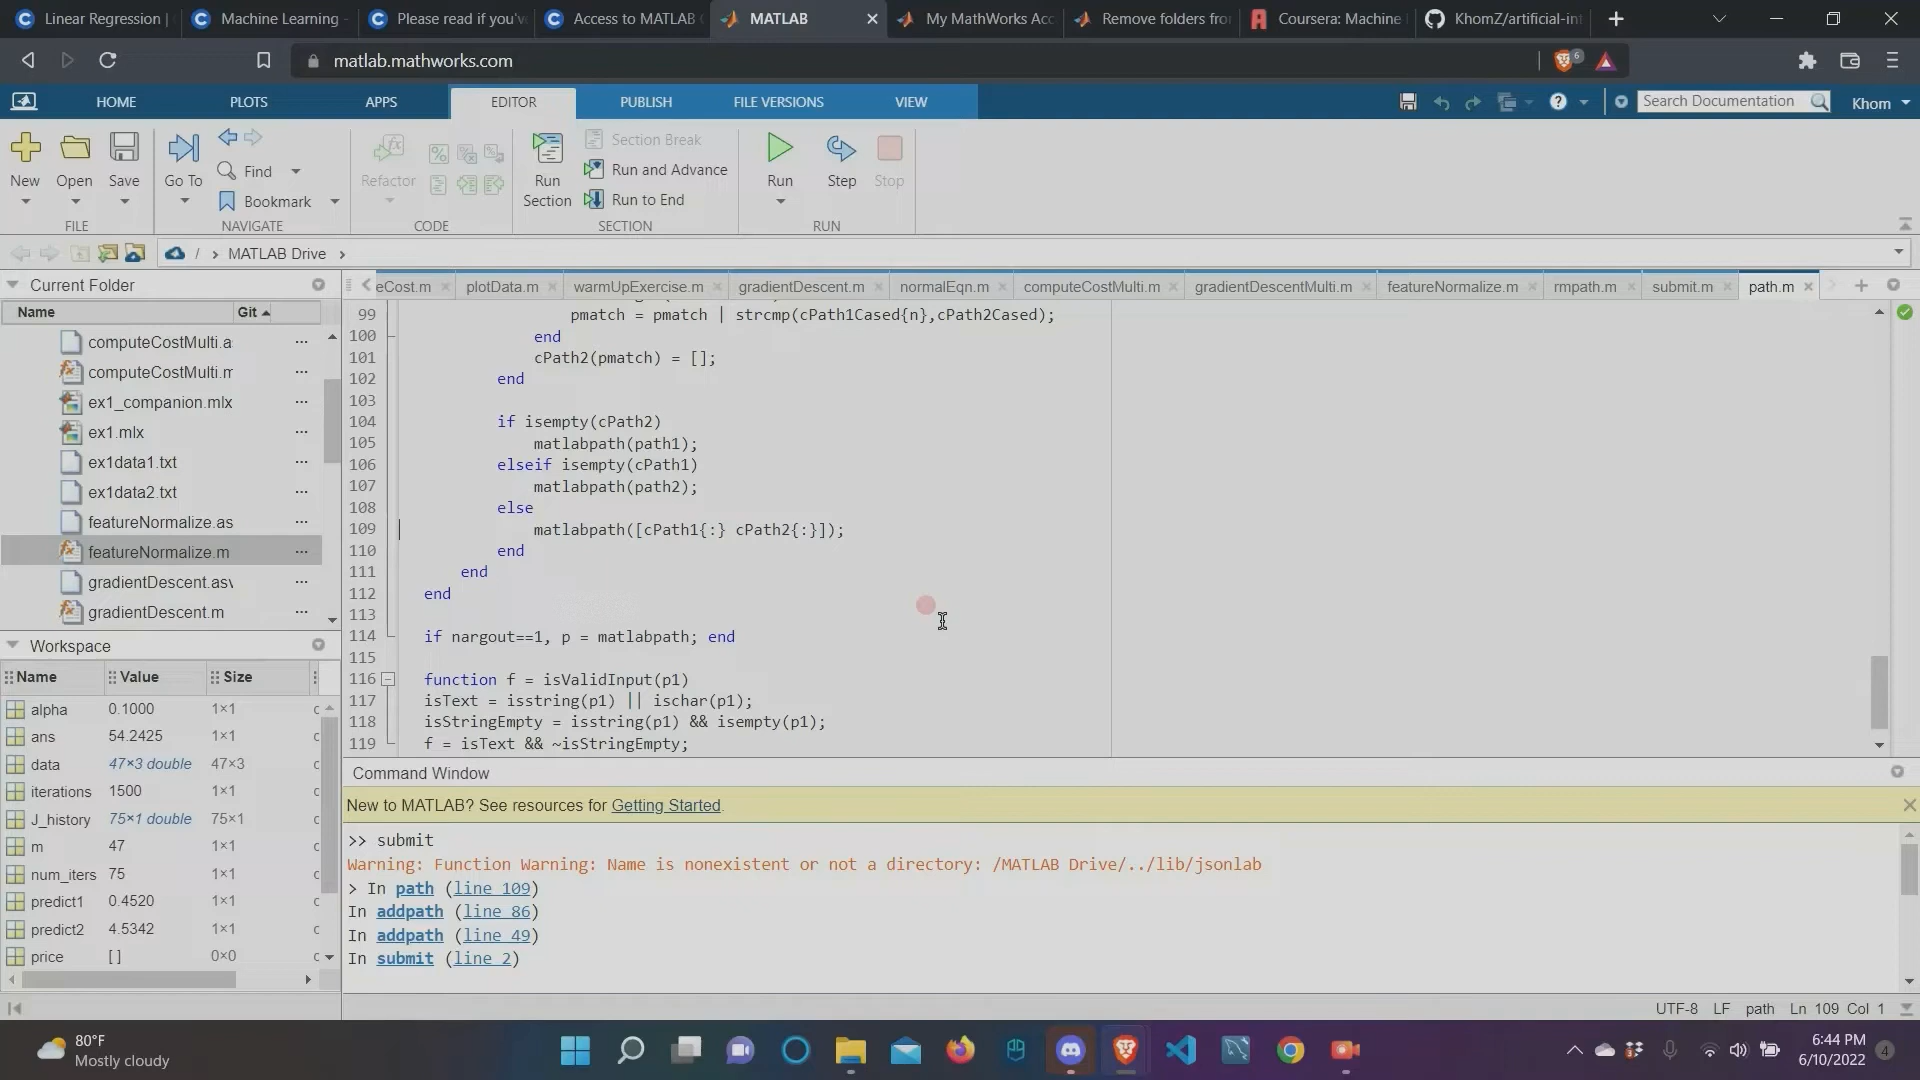 Linear Regression |
Machine Learning -
Please read if you'v
Access to MATLAB
MATLAB
My MathWorks Acc
Remove folders fro
Coursera: Machine
KhomZ/artificial-int
matlab.mathworks.com
6
HOME
PLOTS
APPS
EDITOR
PUBLISH
FILE VERSIONS
VIEW
Search Documentation
Khom
New
Open
Save
FILE
Go To
Find
Bookmark
NAVIGATE
Refactor
CODE
Run Section
Section Break
Run and Advance
Run to End
SECTION
Run
Step
Stop
RUN
/ > MATLAB Drive >
Current Folder
Name Git
computeCostMulti.a
computeCostMulti.m
ex1_companion.mlx
ex1.mlx
ex1data1.txt
ex1data2.txt
featureNormalize.as
featureNormalize.m
gradientDescent.asv
gradientDescent.m
Workspace
Name Value Size
alpha 0.1000 1×1
ans 54.2425 1×1
data 47×3 double 47×3
iterations 1500 1×1
J_history 75×1 double 75×1
m 47 1×1
num_iters 75 1×1
predict1 0.4520 1×1
predict2 4.5342 1×1
price [ ] 0×0
eCost.m
plotData.m
warmUpExercise.m
gradientDescent.m
normalEqn.m
computeCostMulti.m
gradientDescentMulti.m
featureNormalize.m
rmpath.m
submit.m
path.m
99 pmatch = pmatch | strcmp(cPath1Cased{n},cPath2Cased);
100 end
101 cPath2(pmatch) = [];
102 end
103
104 if isempty(cPath2)
105 matlabpath(path1);
106 elseif isempty(cPath1)
107 matlabpath(path2);
108 else
109 matlabpath([cPath1{:} cPath2{:}]);
110 end
111 end
112 end
113
114 if nargout==1, p = matlabpath; end
115
116 function f = isValidInput(p1)
117 isText = isstring(p1) || ischar(p1);
118 isStringEmpty = isstring(p1) && isempty(p1);
119 f = isText && ~isStringEmpty;
Command Window
New to MATLAB? See resources for Getting Started.
>> submit
Warning: Function Warning: Name is nonexistent or not a directory: /MATLAB Drive/../lib/jsonlab
> In path (line 109)
In addpath (line 86)
In addpath (line 49)
In submit (line 2)
UTF-8 LF path Ln 109 Col 1
80°F
Mostly cloudy
6:44 PM
6/10/2022
4